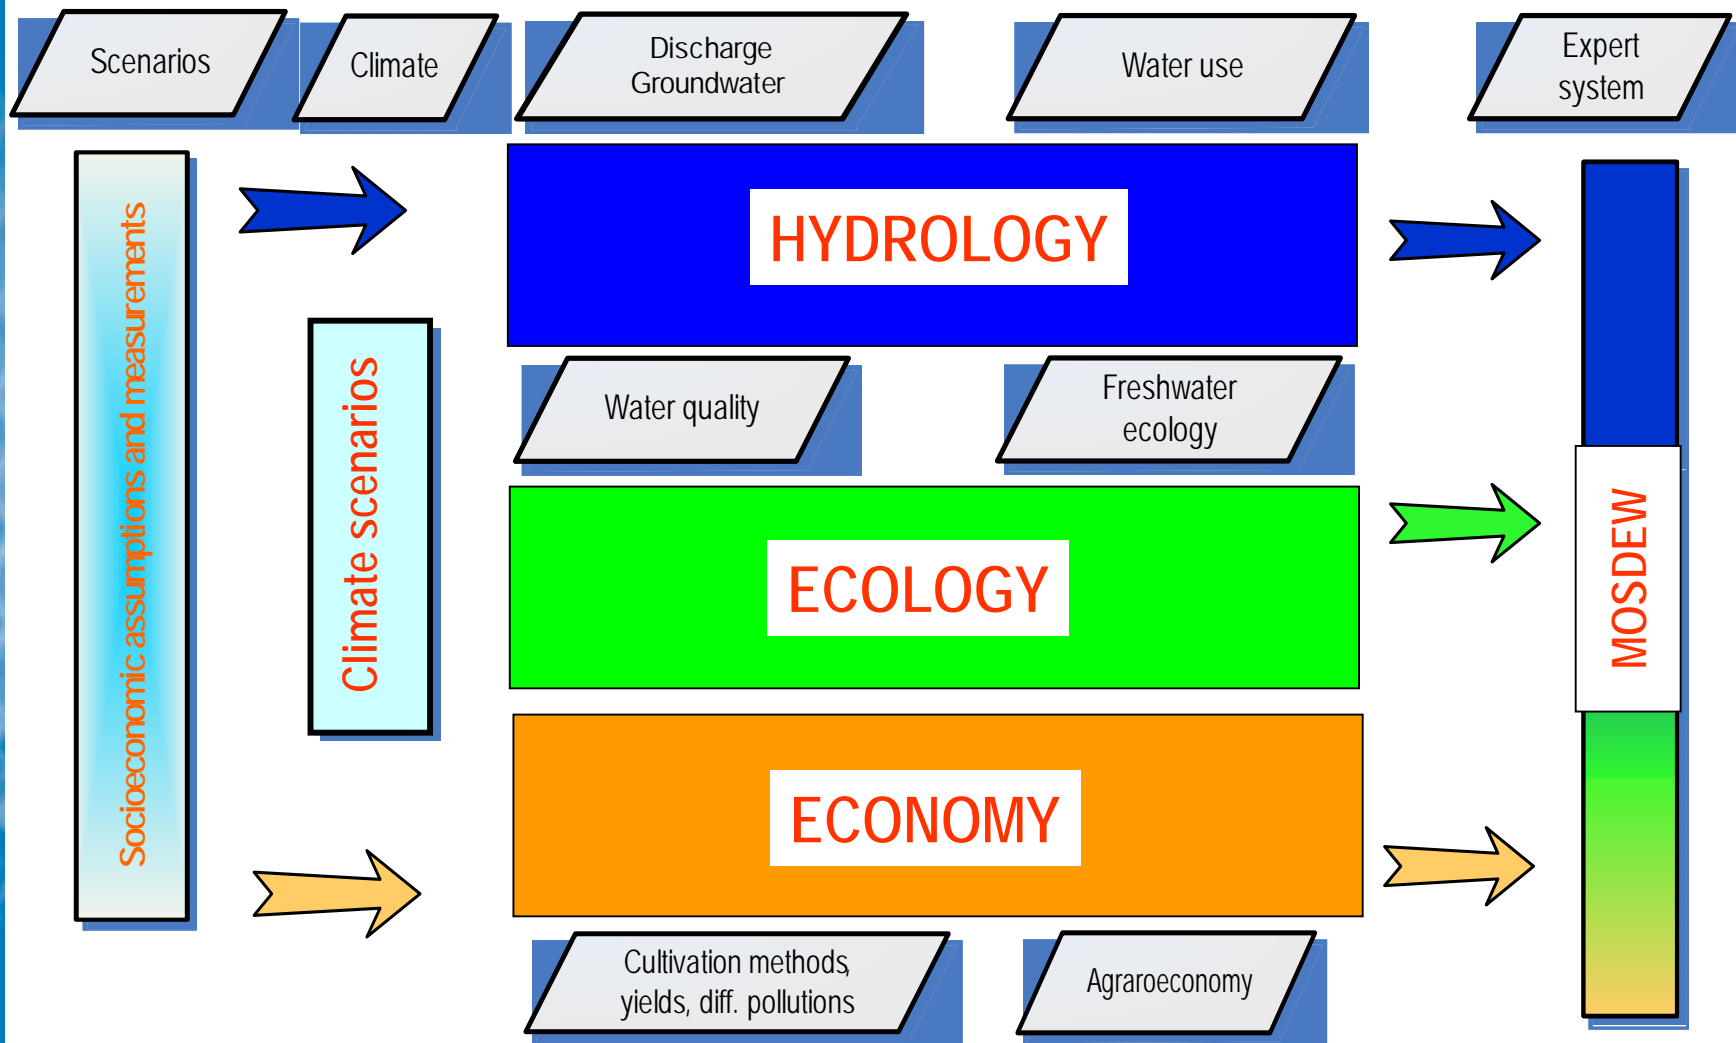 Scenarios
Climate
Discharge
Groundwater
Water use
Expert
system
Socioeconomic assumptions and measurements
Climate scenarios
HYDROLOGY
Water quality
Freshwater
ecology
ECOLOGY
MOSDEW
ECONOMY
Cultivation methods,
yields, diff. pollutions
Agraroeconomy